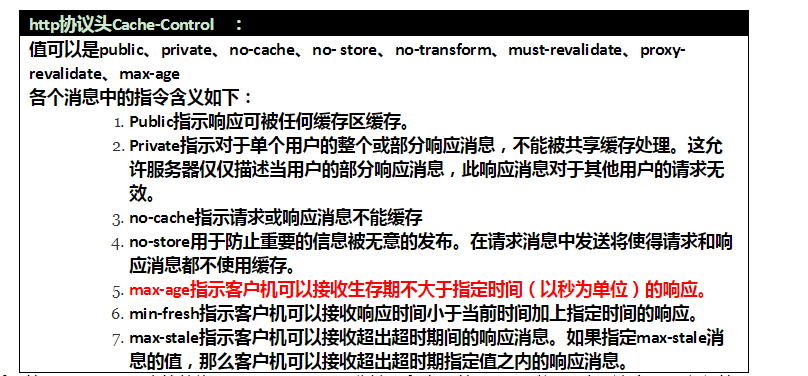 http协议头Cache-Control ：
值可以是public、private、no-cache、no- store、no-transform、must-revalidate、proxy-
revalidate、max-age
各个消息中的指令含义如下：
1. Public指示响应可被任何缓存区缓存。
2. Private指示对于单个用户的整个或部分响应消息，不能被共享缓存处理。这允
许服务器仅仅描述当用户的部分响应消息，此响应消息对于其他用户的请求无
效。
3. no-cache指示请求或响应消息不能缓存
4. no-store用于防止重要的信息被无意的发布。在请求消息中发送将使得请求和响
应消息都不使用缓存。
5. max-age指示客户机可以接收生存期不大于指定时间（以秒为单位）的响应。
6. min-fresh指示客户机可以接收响应时间小于当前时间加上指定时间的响应。
7. max-stale指示客户机可以接收超出超时期间的响应消息。如果指定max-stale消
息的值，那么客户机可以接收超出超时期指定值之内的响应消息。